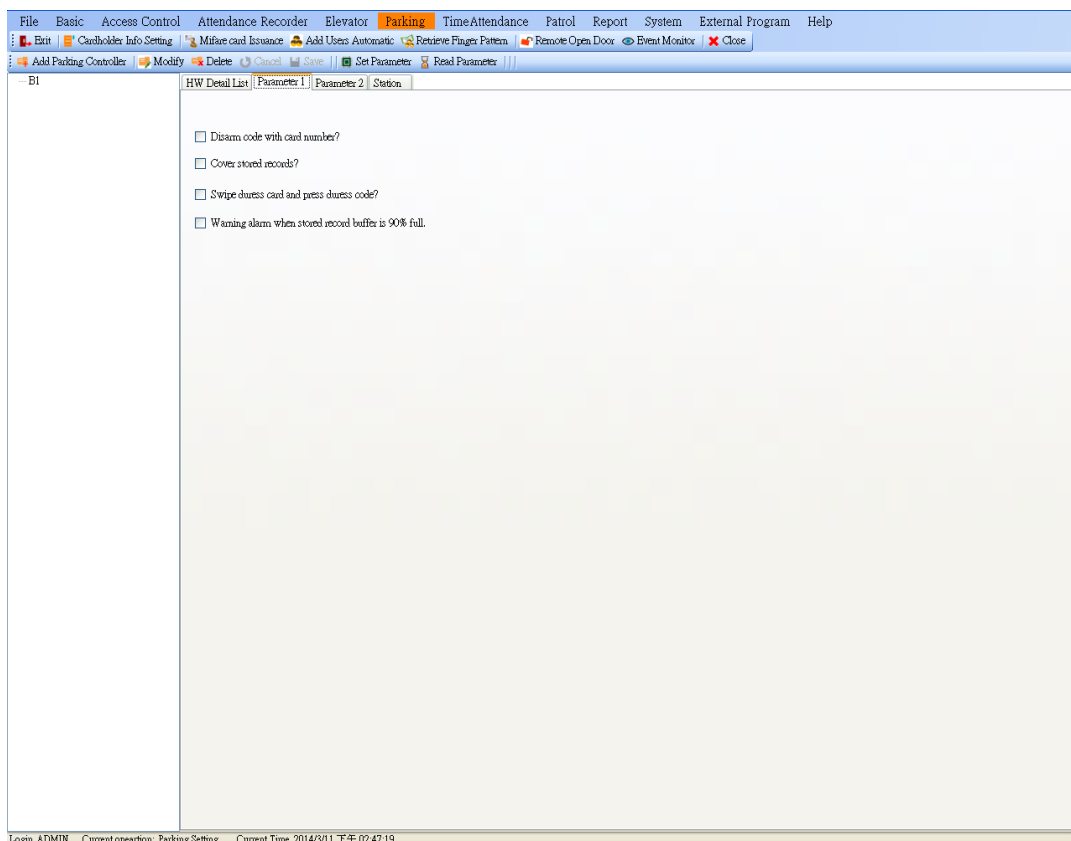 File Basic Access Control Attendance Recorder Elevator Parking TimeAttendance Patrol Report System External Program Help
Exit Cardholder Info Setting Mifare card Issuance Add Users Automatic Retrieve Finger Pattern Remote Open Door Event Monitor Close
Add Parking Controller Modify Delete Cancel Save Set Parameter Read Parameter
B1
HW Detail List Parameter 1 Parameter 2 Station
Disarm code with card number?
Cover stored records?
Swipe duress card and press duress code?
Warning alarm when stored record buffer is 90% full.
Login ADMIN Current opeartion: Parking Setting Current Time 2014/3/11 下午 02:47:19